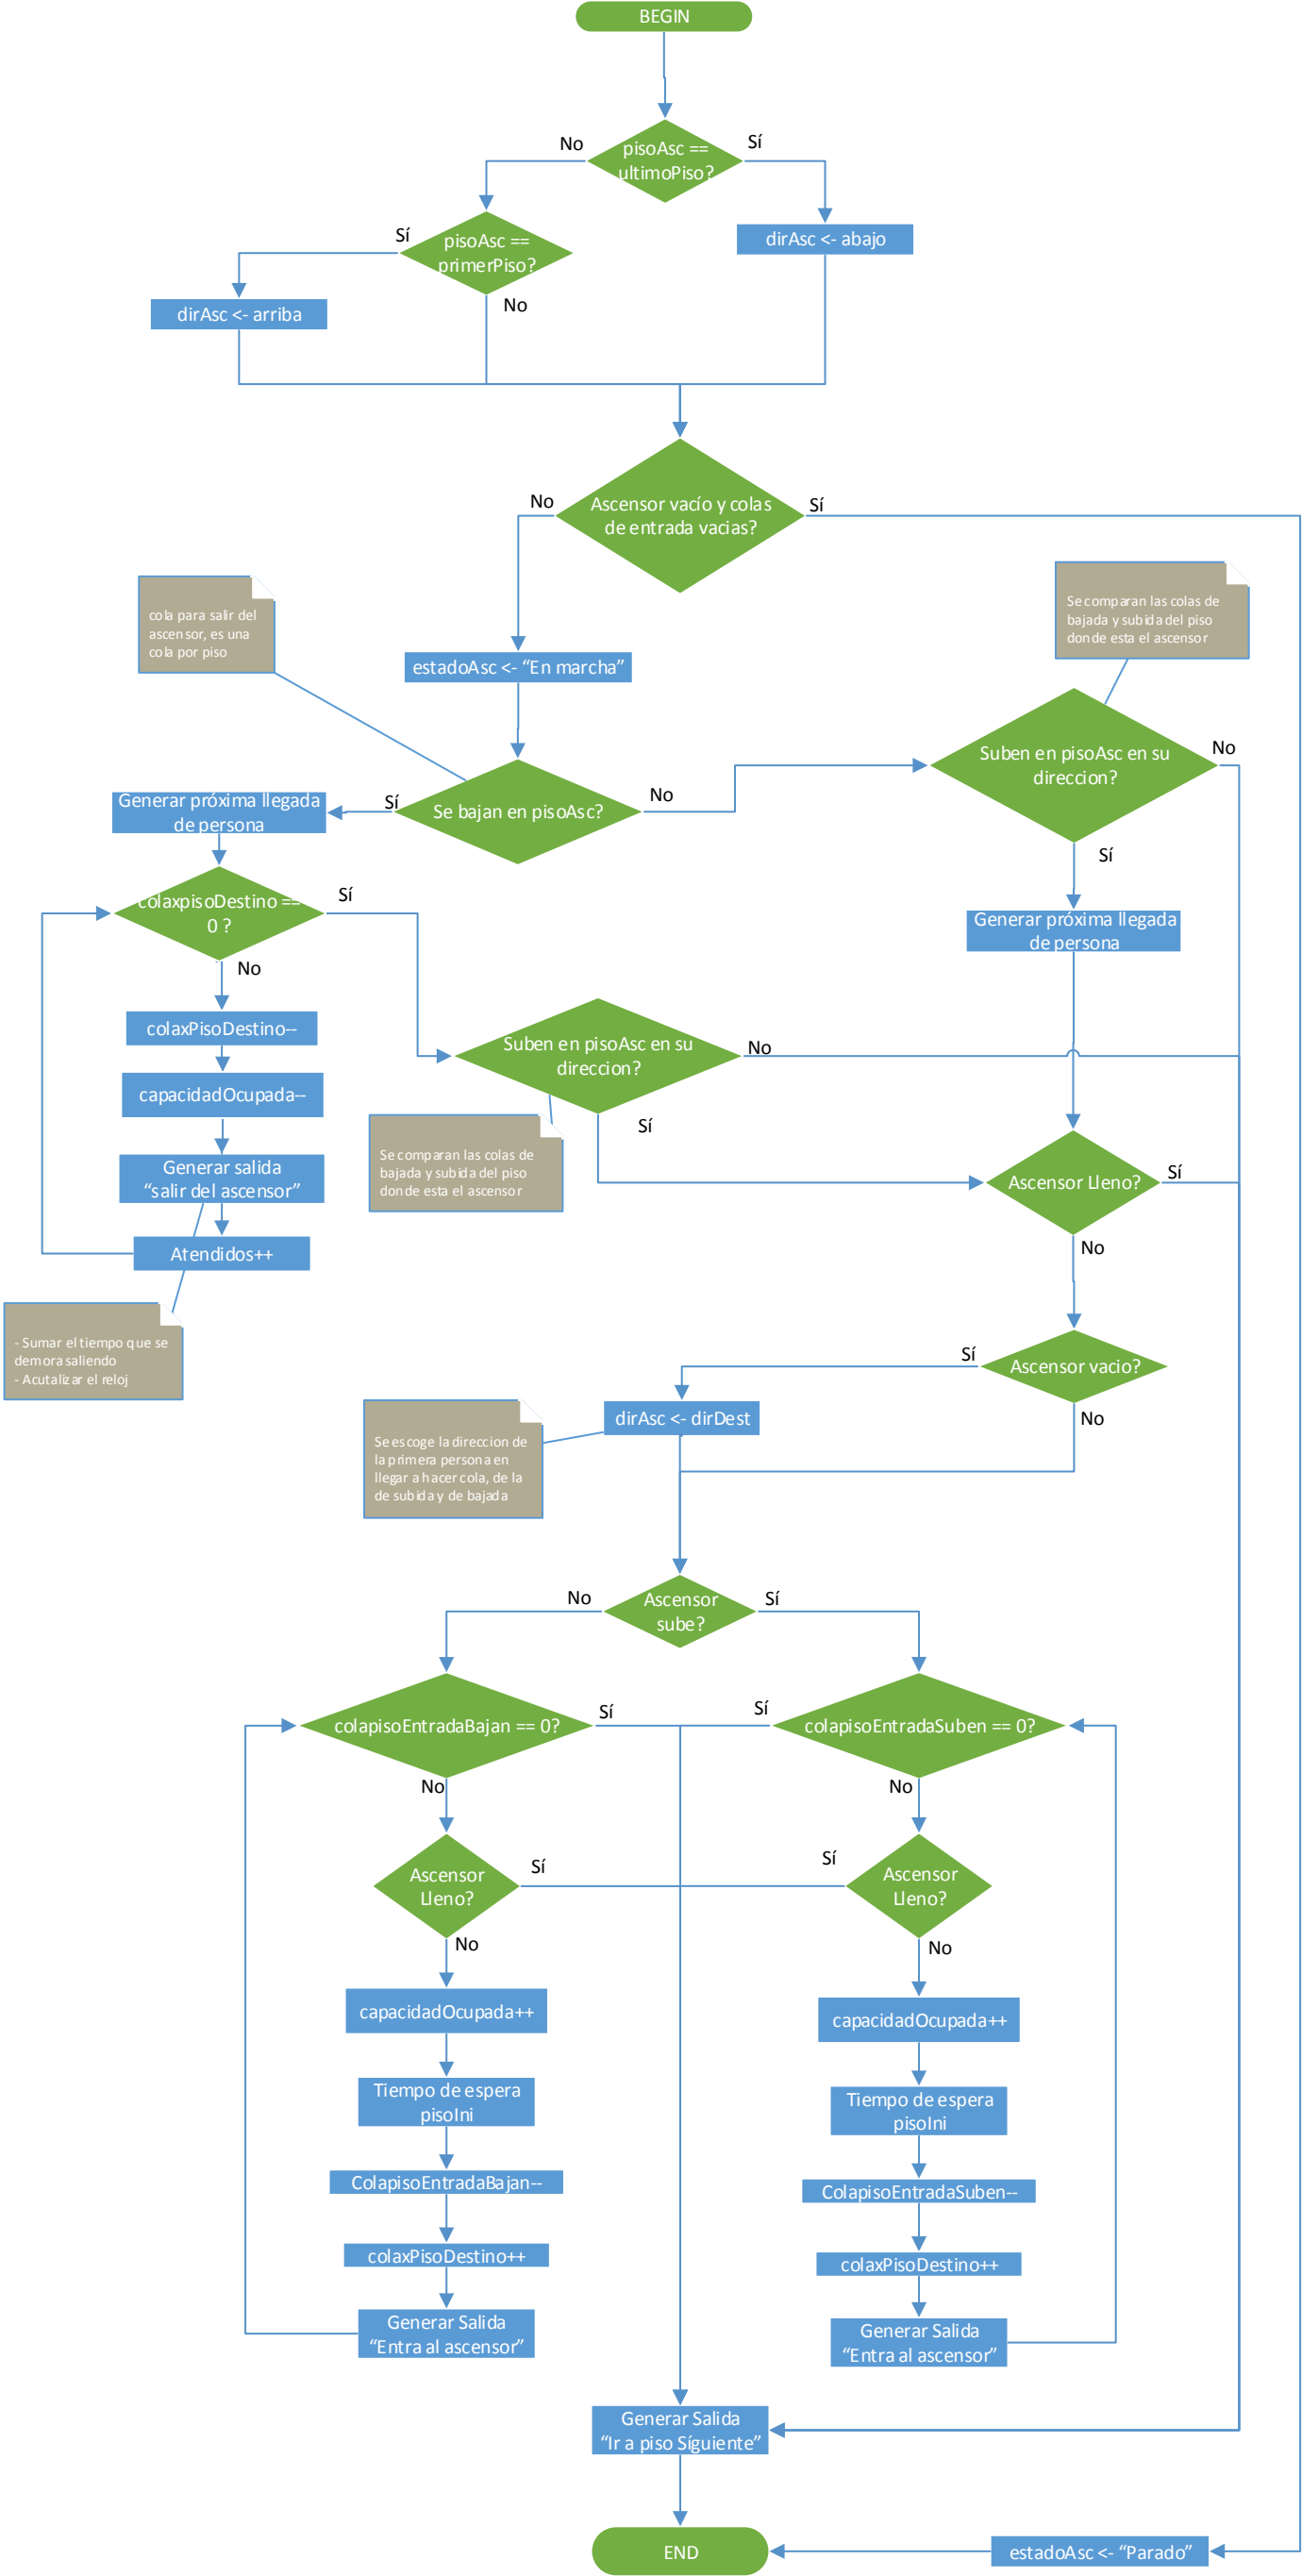 BEGIN
No
pisoAsc ==
ultimoPiso?
Sí
Sí
pisoAsc ==
primerPiso?
dirAsc <- abajo
No
dirAsc <- arriba
No
Ascensor vacío y colas
de entrada vacias?
Sí
cola para salir del
ascensor, es una
cola por piso
Se comparan las colas de
bajada y subida del piso
donde esta el ascensor
estadoAsc <- “En marcha”
Suben en pisoAsc en su
direccion?
No
Sí
Se bajan en pisoAsc?
No
Generar próxima llegada
de persona
Sí
colaxpisoDestino ==
0 ?
Sí
Generar próxima llegada
de persona
No
colaxPisoDestino--
Suben en pisoAsc en su
direccion?
No
capacidadOcupada--
Sí
Se comparan las colas de
bajada y subida del piso
donde esta el ascensor
Generar salida
“salir del ascensor”
Ascensor Lleno?
Sí
Atendidos++
No
- Sumar el tiempo que se
demora saliendo
- Acutalizar el reloj
Sí
Ascensor vacio?
dirAsc <- dirDest
No
Se escoge la direccion de
la primera persona en
llegar a hacer cola, de la
de subida y de bajada
No
Ascensor
sube?
Sí
colapisoEntradaBajan == 0?
Sí
Sí
colapisoEntradaSuben == 0?
No
No
Ascensor
Lleno?
Sí
Sí
Ascensor
Lleno?
No
No
capacidadOcupada++
capacidadOcupada++
Tiempo de espera
pisoIni
Tiempo de espera
pisoIni
ColapisoEntradaBajan--
ColapisoEntradaSuben--
colaxPisoDestino++
colaxPisoDestino++
Generar Salida
“Entra al ascensor”
Generar Salida
“Entra al ascensor”
Generar Salida
“Ir a piso Síguiente”
END
estadoAsc <- “Parado”